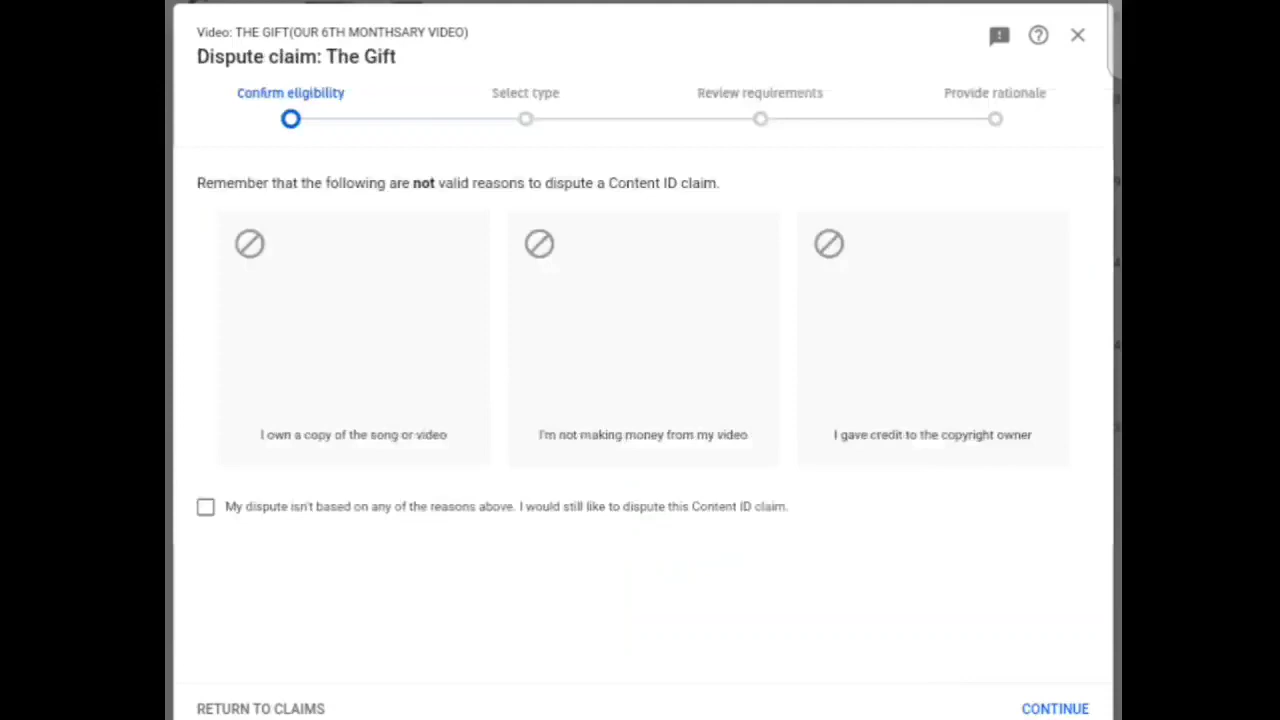 Video: THE GIFT(OUR 6TH MONTHSARY VIDEO)
Dispute claim: The Gift
Confirm eligibility
Select type
Review requirements
Provide rationale
Remember that the following are not valid reasons to dispute a Content ID claim.
I own a copy of the song or video
I'm not making money from my video
I gave credit to the copyright owner
My dispute isn't based on any of the reasons above. I would still like to dispute this Content ID claim.
RETURN TO CLAIMS
CONTINUE